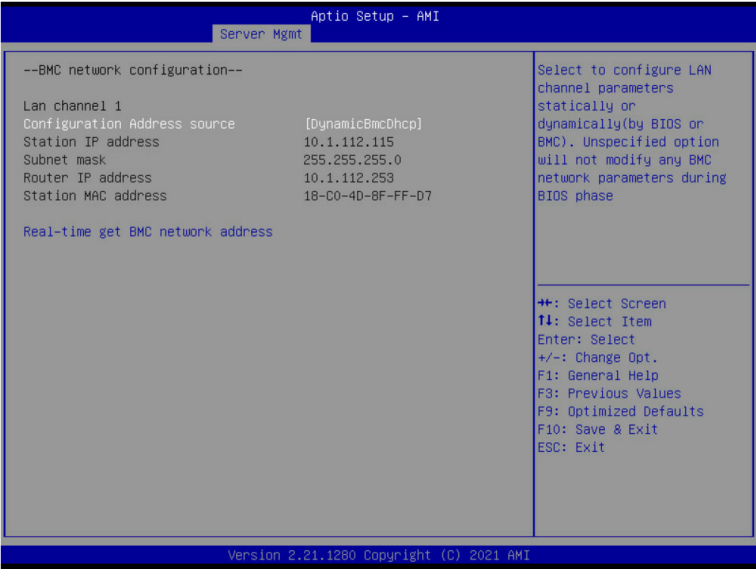 Aptio Setup – AMI
Server Mgmt
--BMC network configuration--
Lan channel 1
Configuration Address source [DynamicBmcDhcp]
Station IP address 10.1.112.115
Subnet mask 255.255.255.0
Router IP address 10.1.112.253
Station MAC address 18-C0-4D-8F-FF-D7
Real-time get BMC network address
Select to configure LAN
channel parameters
statically or
dynamically(by BIOS or
BMC). Unspecified option
will not modify any BMC
network parameters during
BIOS phase
→←: Select Screen
↑↓: Select Item
Enter: Select
+/-: Change Opt.
F1: General Help
F3: Previous Values
F9: Optimized Defaults
F10: Save & Exit
ESC: Exit
Version 2.21.1280 Copyright (C) 2021 AMI